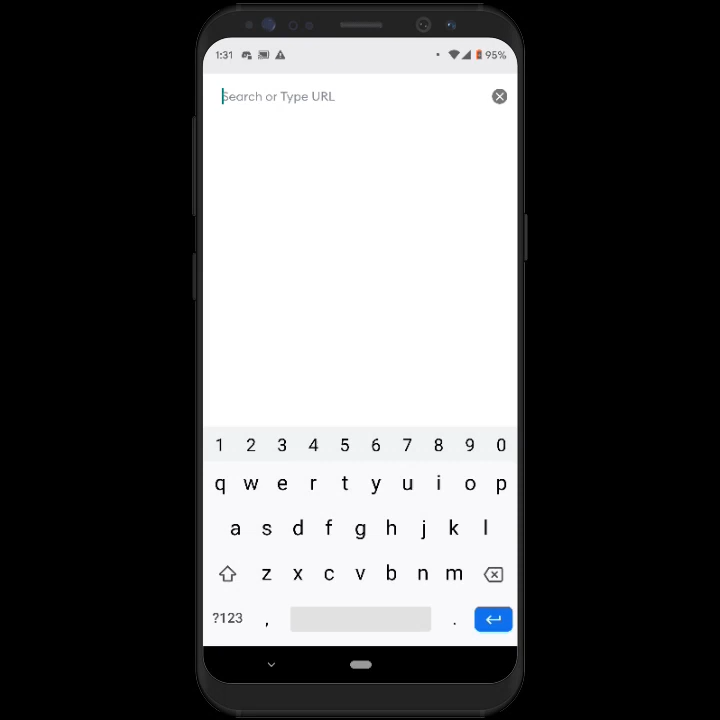 1:31 95%
Search or Type URL
1 2 3 4 5 6 7 8 9 0
q w e r t y u i o p
a s d f g h j k l
z x c v b n m
?123 , .